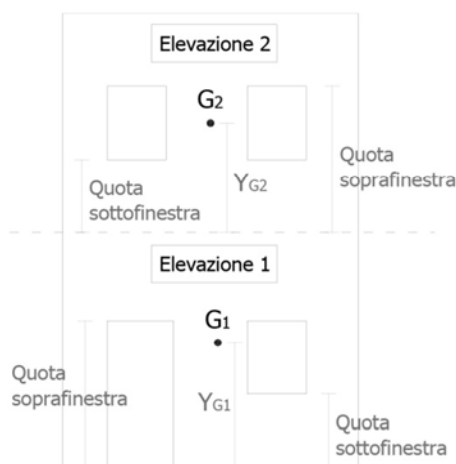 Elevazione 2
G2
Quota
soprafinestra
YG2
Quota
sottofinestra
Elevazione 1
G1
Quota
soprafinestra
YG1
Quota
sottofinestra